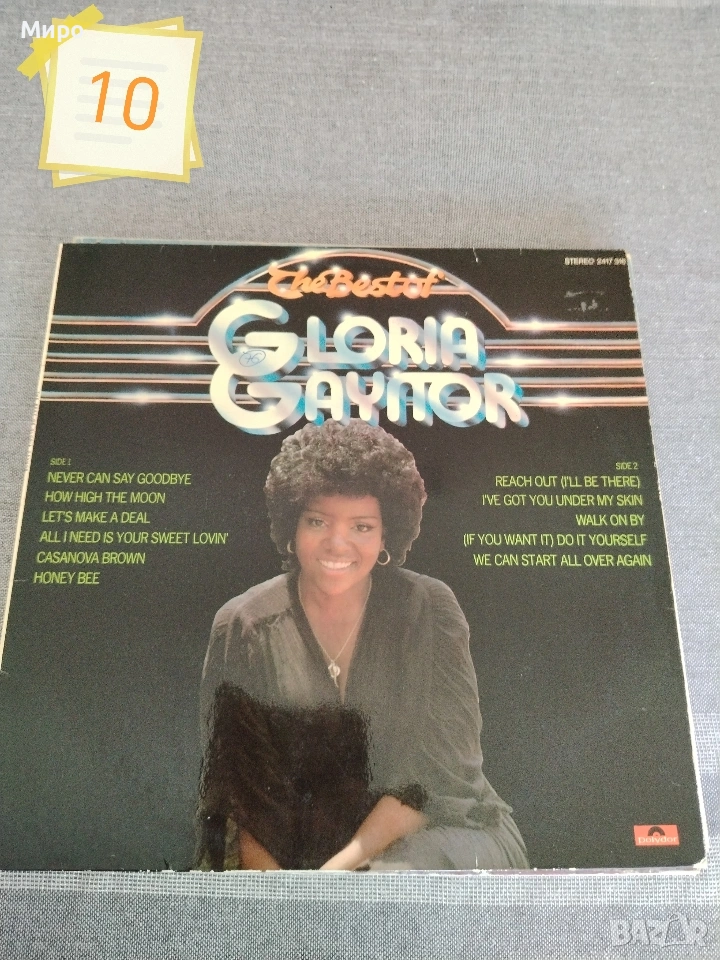 Миро
10
STEREO 2417 316
The Best of
GLORIA
GAYNOR
SIDE 1
NEVER CAN SAY GOODBYE
HOW HIGH THE MOON
LET'S MAKE A DEAL
ALL I NEED IS YOUR SWEET LOVIN'
CASANOVA BROWN
HONEY BEE
SIDE 2
REACH OUT (I'LL BE THERE)
I'VE GOT YOU UNDER MY SKIN
WALK ON BY
(IF YOU WANT IT) DO IT YOURSELF
WE CAN START ALL OVER AGAIN
Polydor
BAZAR